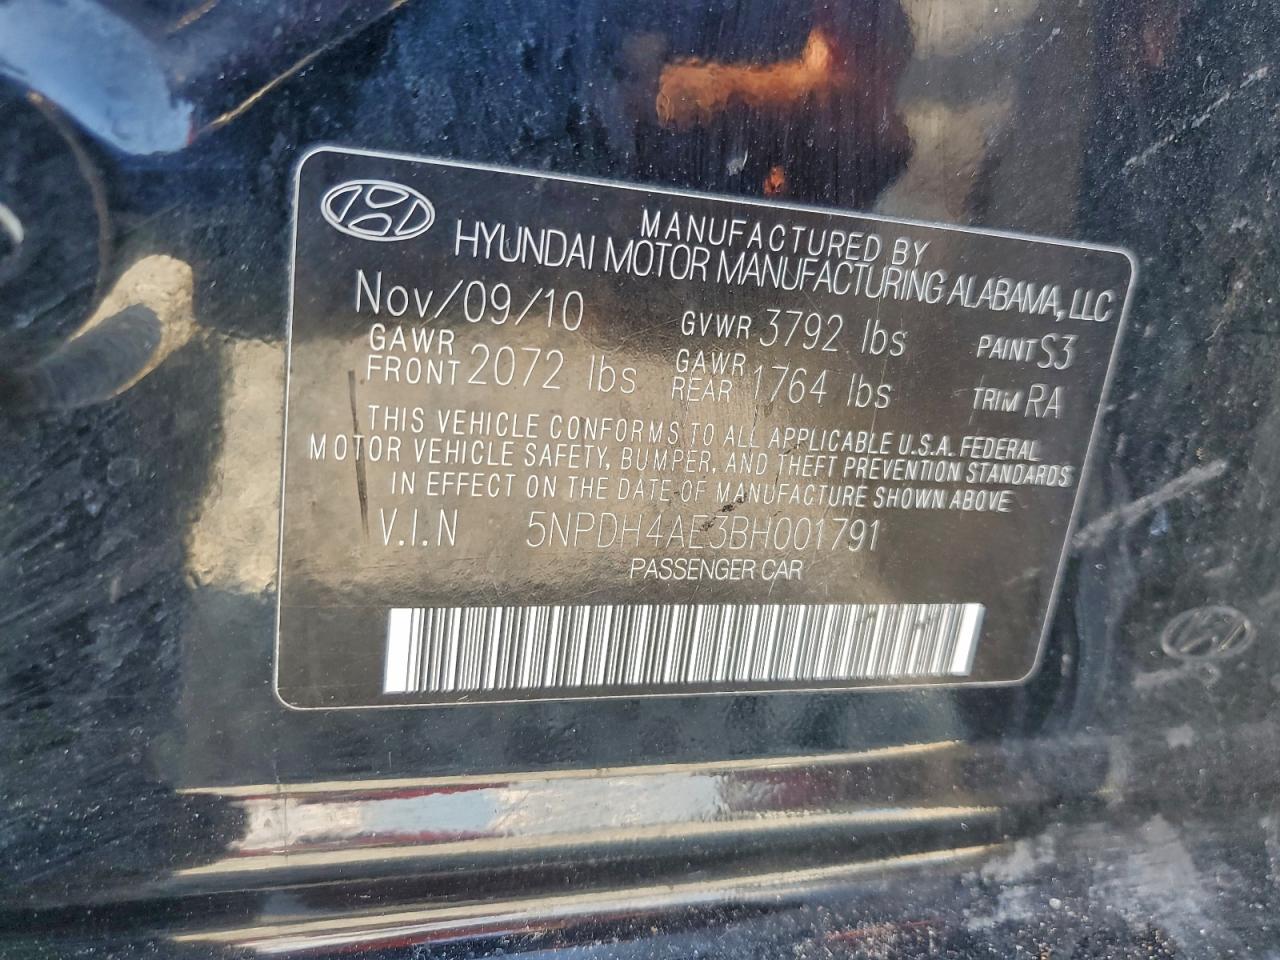 MANUFACTURED BY
HYUNDAI MOTOR MANUFACTURING ALABAMA, LLC
Nov/09/10 GVWR 3792 lbs PAINT S3
GAWR FRONT 2072 lbs GAWR REAR 1764 lbs TRIM RA
THIS VEHICLE CONFORMS TO ALL APPLICABLE U.S.A. FEDERAL
MOTOR VEHICLE SAFETY, BUMPER, AND THEFT PREVENTION STANDARDS
IN EFFECT ON THE DATE OF MANUFACTURE SHOWN ABOVE
V.I.N 5NPDH4AE3BH001791
PASSENGER CAR